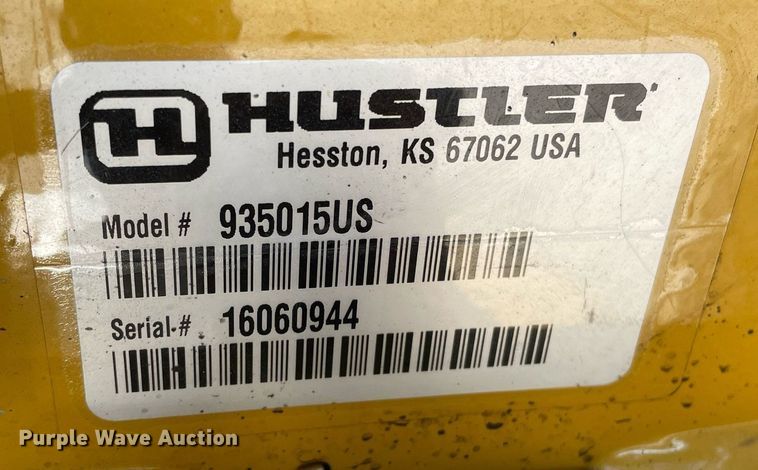 H HUSTLER
Hesston, KS 67062 USA
Model # 935015US
Serial # 16060944
Purple Wave Auction